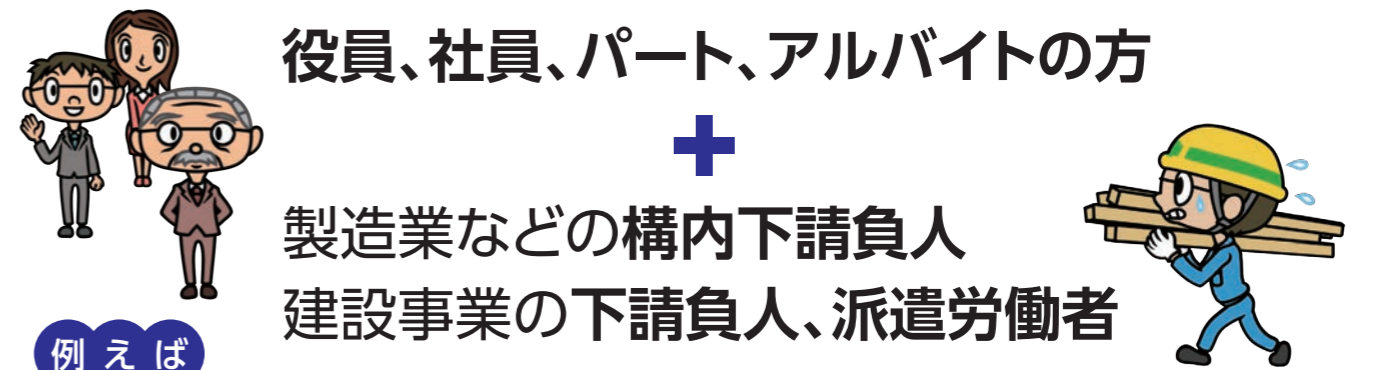 役員、社員、パート、アルバイトの方
+
製造業などの構内下請負人
建設事業の下請負人、派遣労働者
例えば